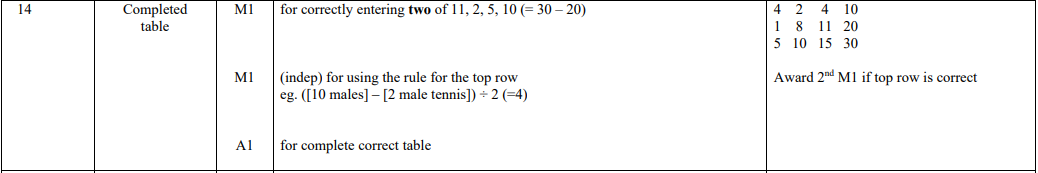 14 Completed table M1 for correctly entering two of 11, 2, 5, 10 (= 30 – 20) 4 2 4 10
1 8 11 20
5 10 15 30
M1 (indep) for using the rule for the top row Award 2nd M1 if top row is correct
eg. ([10 males] – [2 male tennis]) ÷ 2 (=4)
A1 for complete correct table